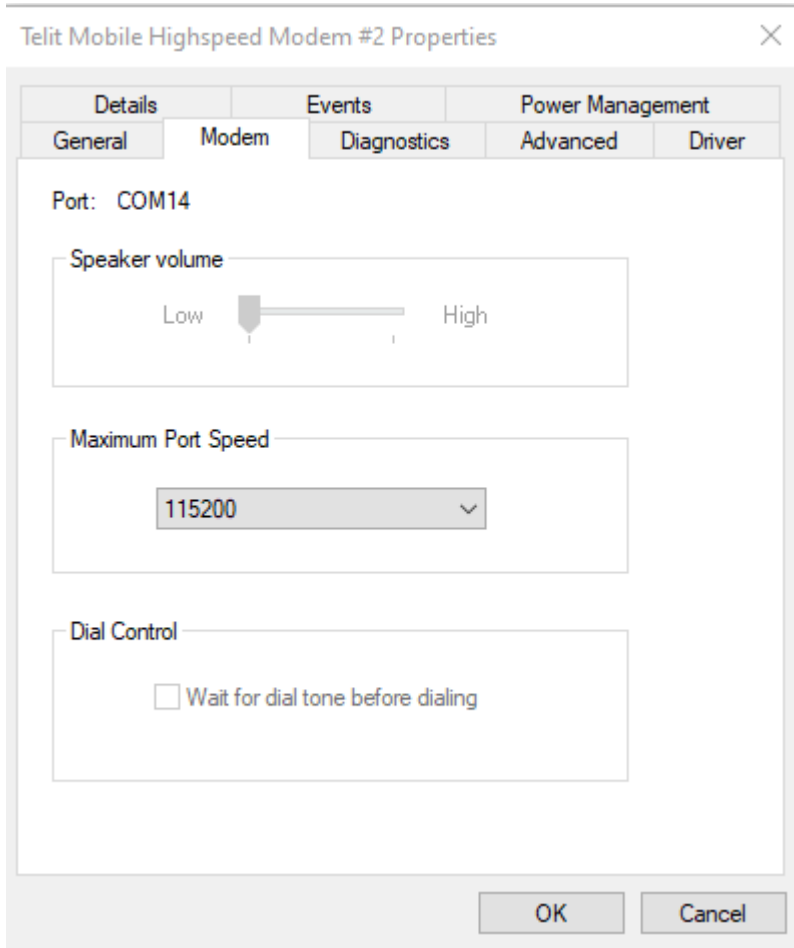 Telit Mobile Highspeed Modem #2 Properties
Details Events Power Management
General Modem Diagnostics Advanced Driver
Port: COM14
Speaker volume
Low High
Maximum Port Speed
115200
Dial Control
Wait for dial tone before dialing
OK Cancel